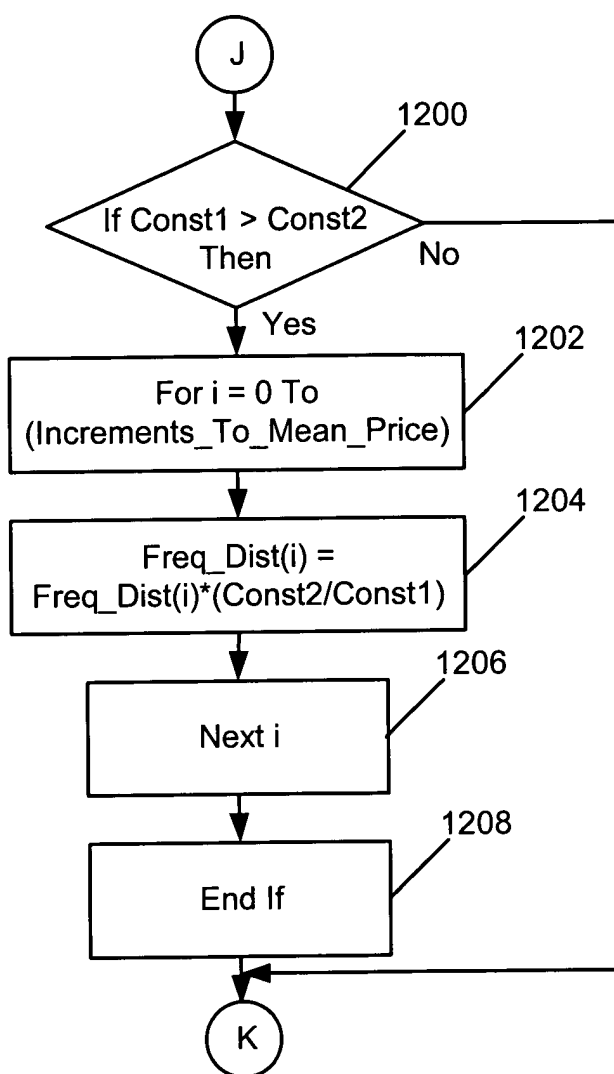 J
1200
If Const1 > Const2
Then
No
Yes
1202
For i = 0 To
(Increments_To_Mean_Price)
1204
Freq_Dist(i) =
Freq_Dist(i)*(Const2/Const1)
1206
Next i
1208
End If
K